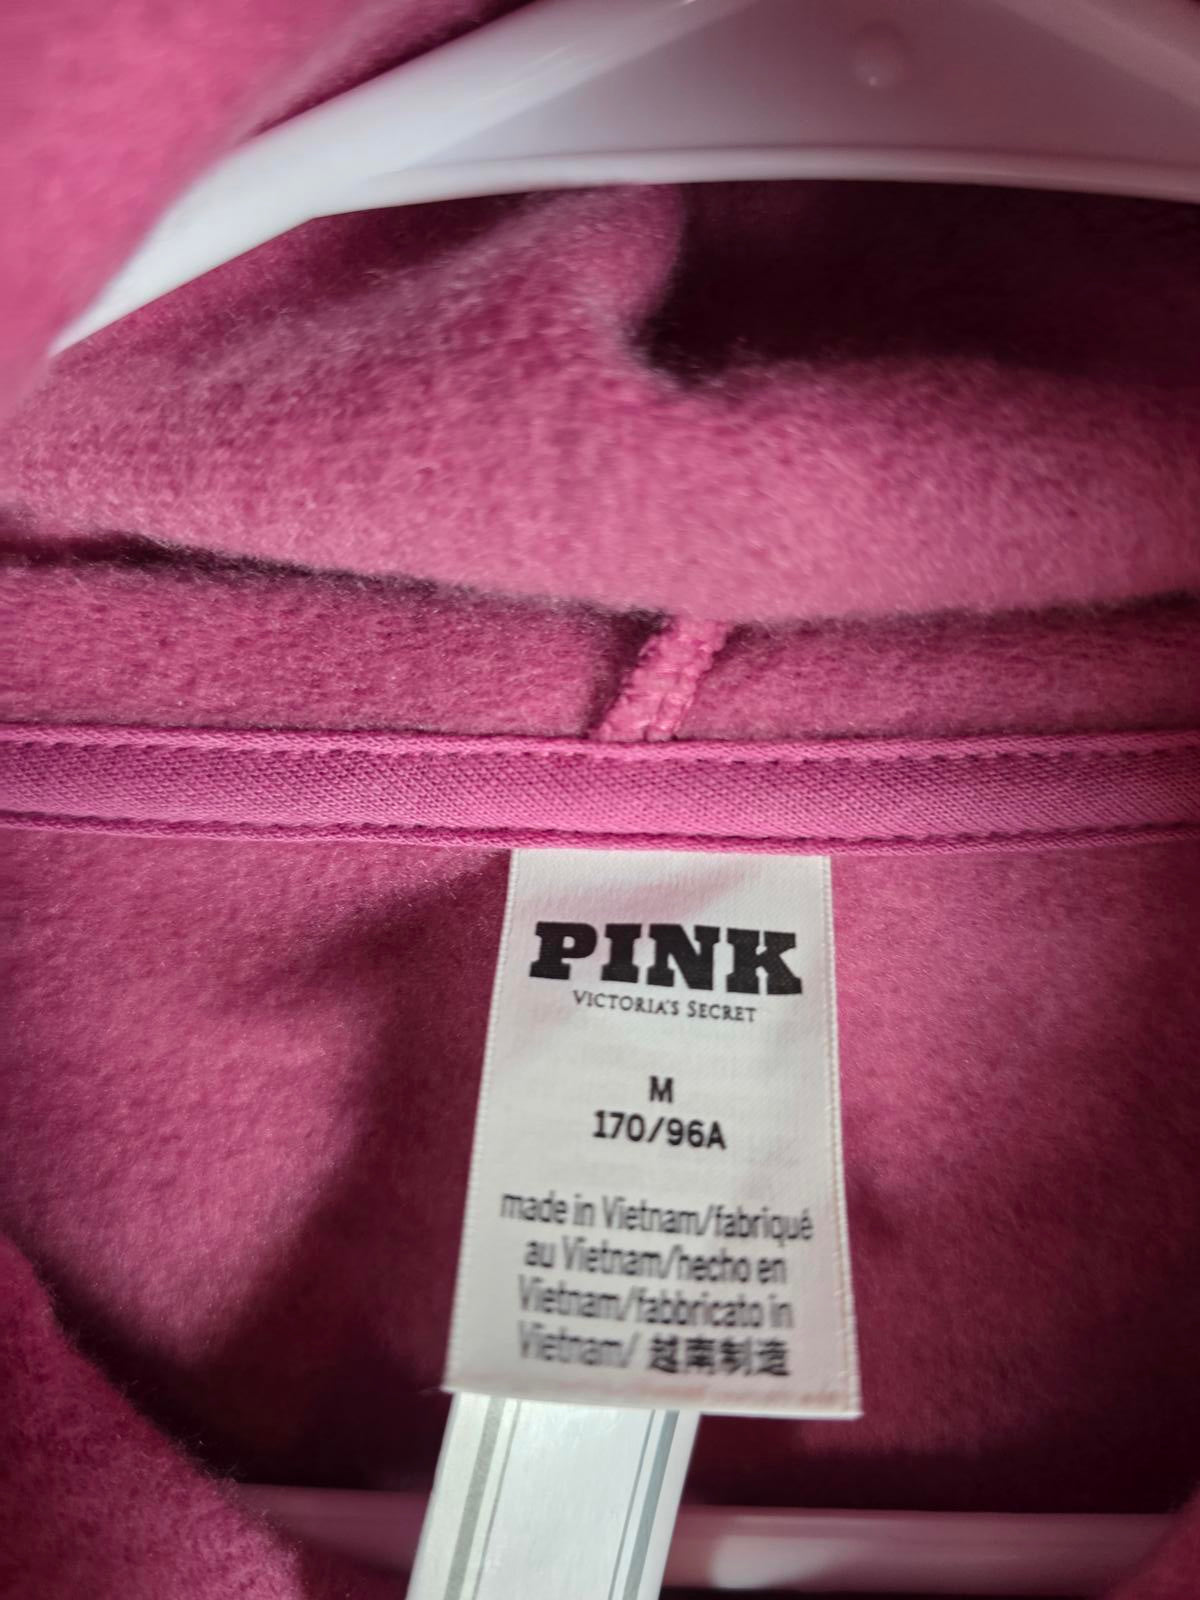 PINK
VICTORIA'S SECRET
M
170/96A
made in Vietnam/fabriqué
au Vietnam/hecho en
Vietnam/fabbricato in
Vietnam/ 越南制造